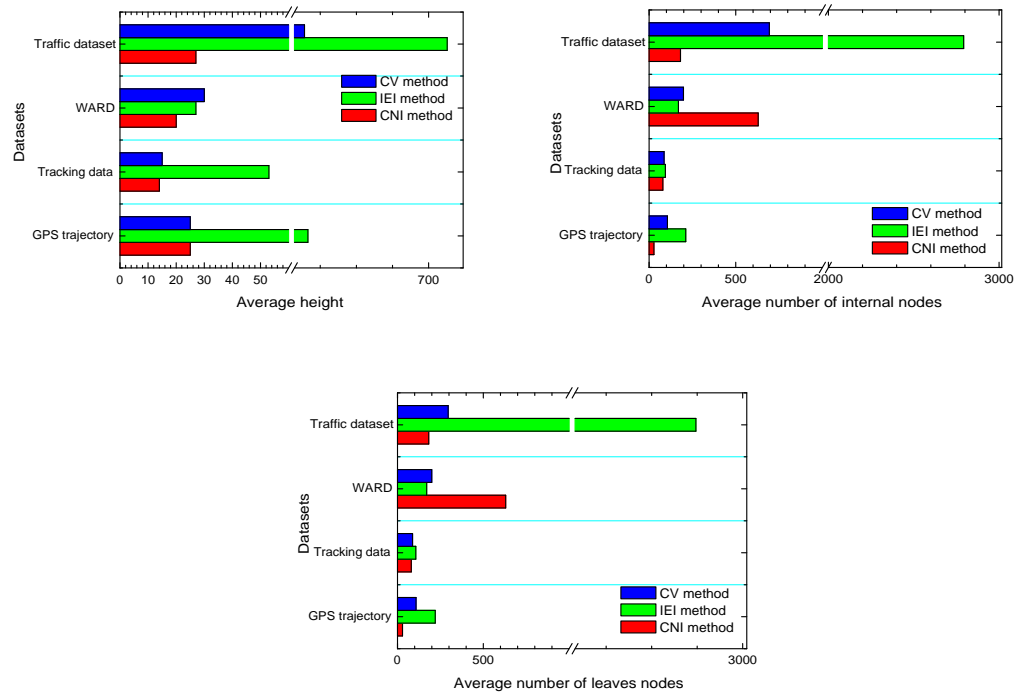 Traffic dataset
WARD
Tracking data
GPS trajectory
Datasets
CV method
IEI method
CNI method
0 10 20 30 40 50 700
Average height
Traffic dataset
WARD
Tracking data
GPS trajectory
Datasets
CV method
IEI method
CNI method
0 500 2000 3000
Average number of internal nodes
Traffic dataset
WARD
Tracking data
GPS trajectory
Datasets
CV method
IEI method
CNI method
0 500 3000
Average number of leaves nodes